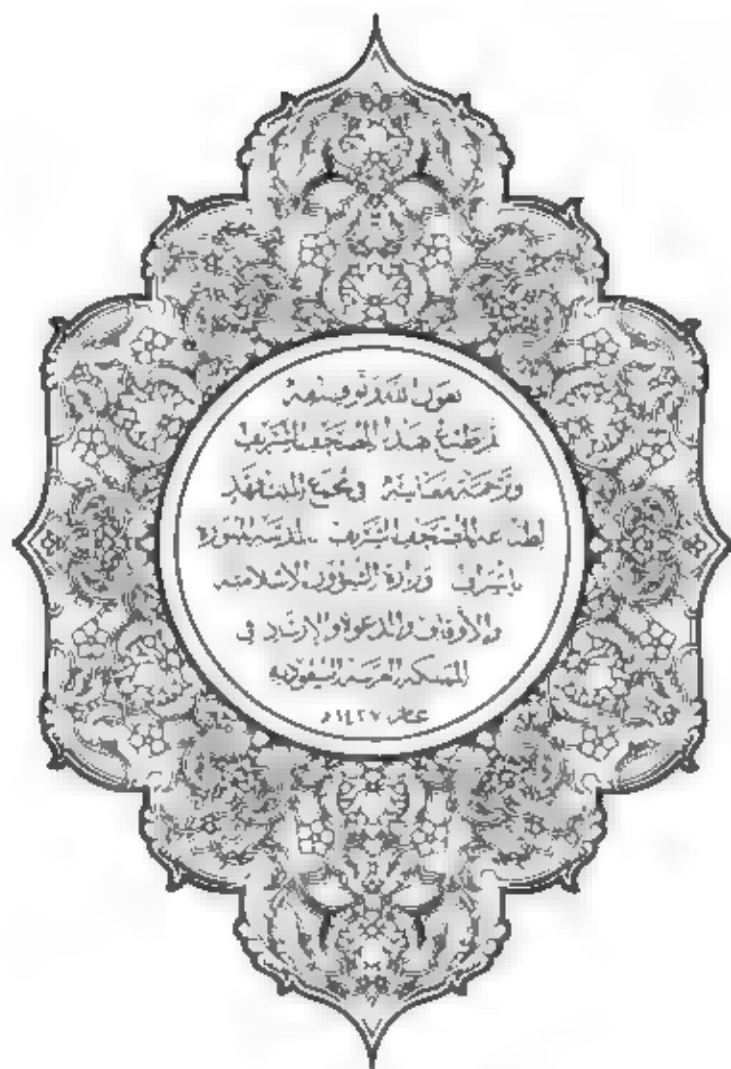 بعون الله وتوفيقه
تم طبع هذا المصحف الشريف
وترجمة معانيه في مجمع الملك فهد
لطباعة المصحف الشريف بالمدينة المنورة
بإشراف وزارة الشؤون الإسلامية
والأوقاف والدعوة والإرشاد في
المملكة العربية السعودية
عام ١٤٢٧هـ